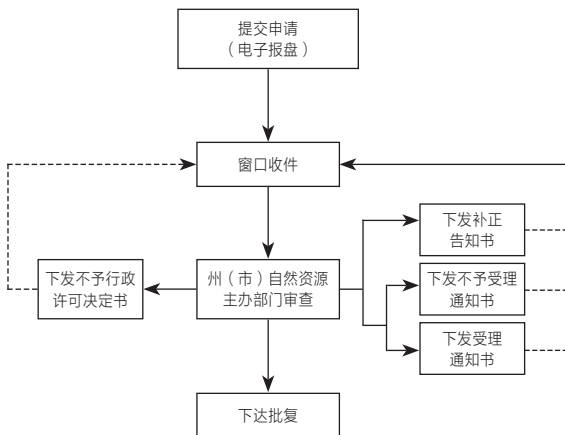 提交申请
（电子报盘）
窗口收件
下发补正
告知书
下发不予行政
许可决定书
州（市）自然资源
主办部门审查
下发不予受理
通知书
下发受理
通知书
下达批复